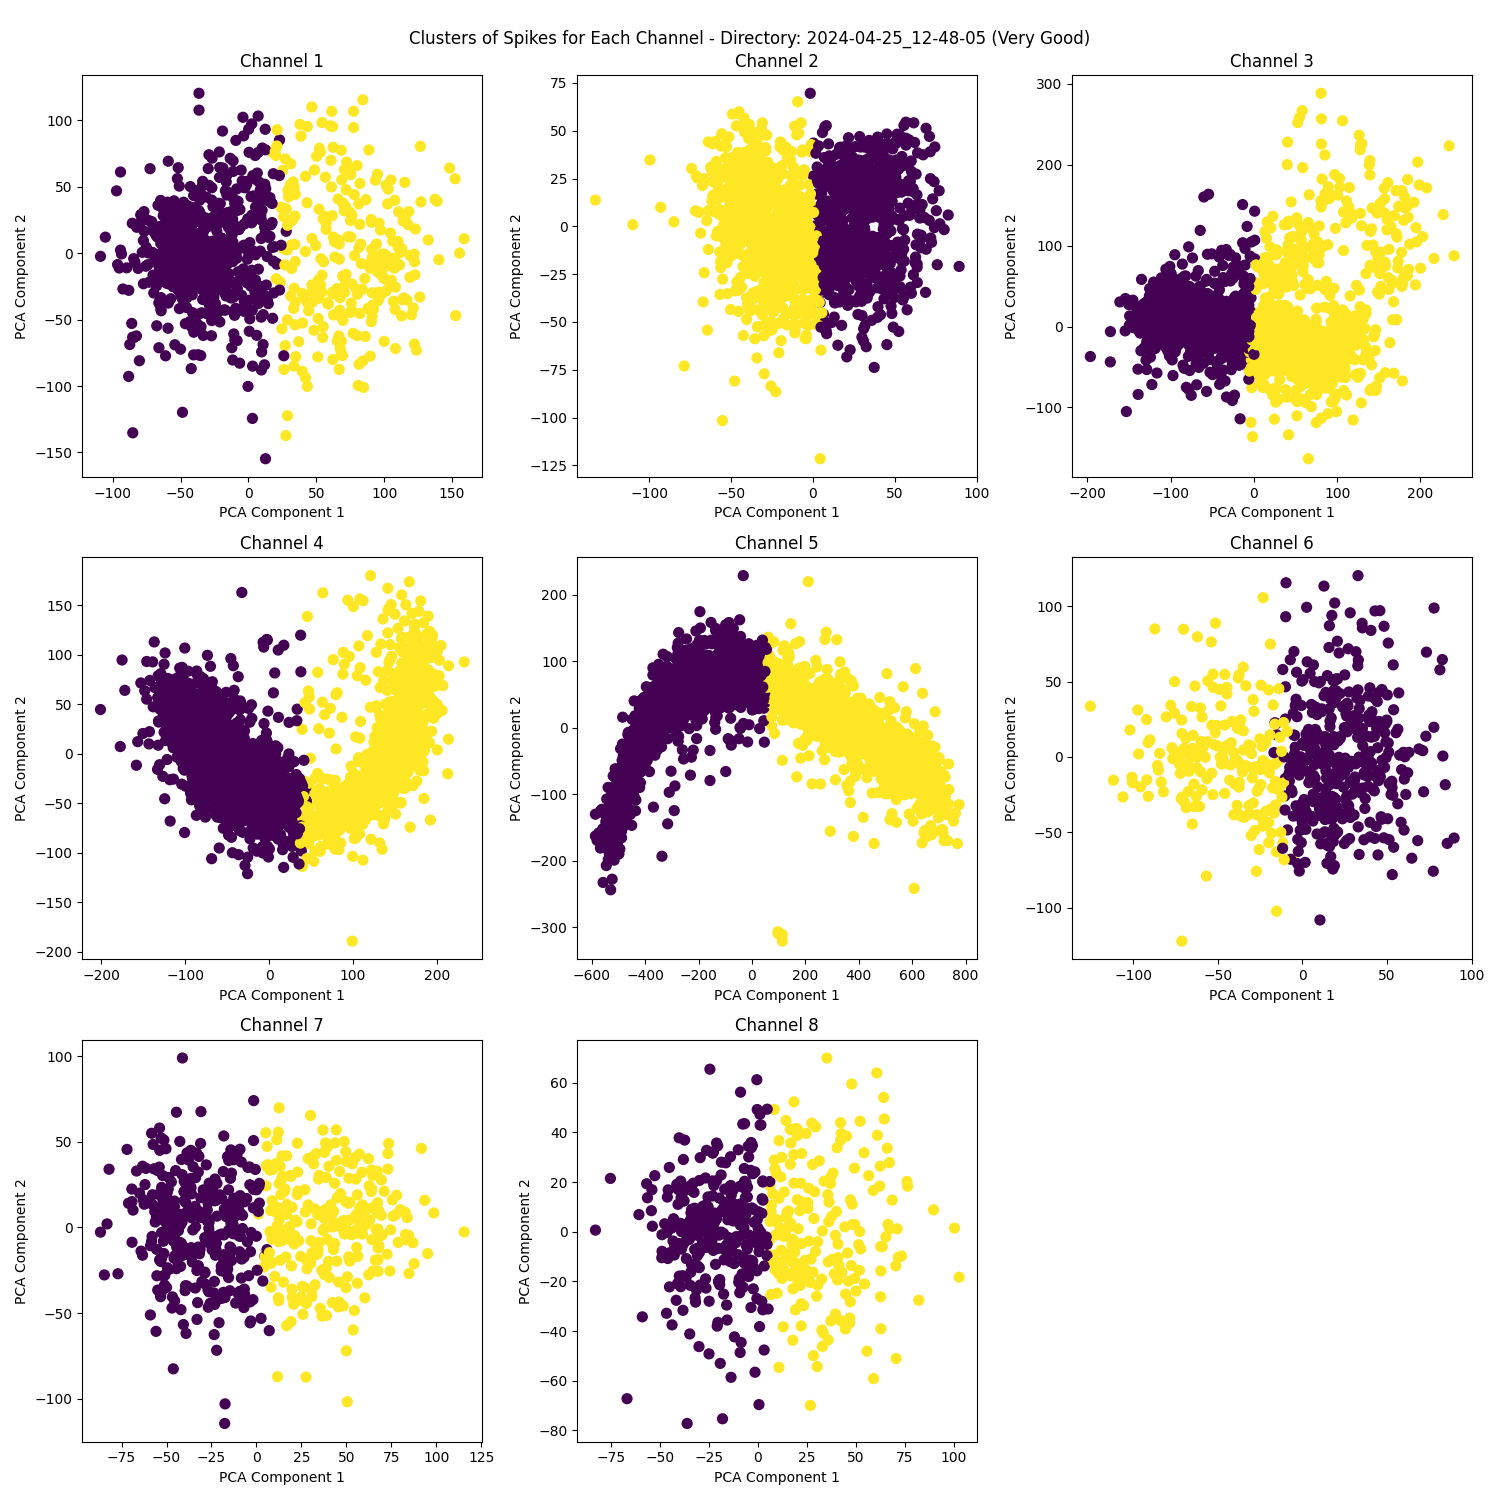 Clusters of Spikes for Each Channel - Directory: 2024-04-25_12-48-05 (Very Good)
Channel 1
100
50
0
−50
−100
−150
PCA Component 2
−100 −50 0 50 100 150
PCA Component 1
Channel 2
75
50
25
0
−25
−50
−75
−100
−125
PCA Component 2
−100 −50 0 50 100
PCA Component 1
Channel 3
300
200
100
0
−100
PCA Component 2
−200 −100 0 100 200
PCA Component 1
Channel 4
150
100
50
0
−50
−100
−150
−200
PCA Component 2
−200 −100 0 100 200
PCA Component 1
Channel 5
200
100
0
−100
−200
−300
PCA Component 2
−600 −400 −200 0 200 400 600 800
PCA Component 1
Channel 6
100
50
0
−50
−100
PCA Component 2
−100 −50 0 50 100
PCA Component 1
Channel 7
100
50
0
−50
−100
PCA Component 2
−75 −50 −25 0 25 50 75 100 125
PCA Component 1
Channel 8
60
40
20
0
−20
−40
−60
−80
PCA Component 2
−75 −50 −25 0 25 50 75 100
PCA Component 1